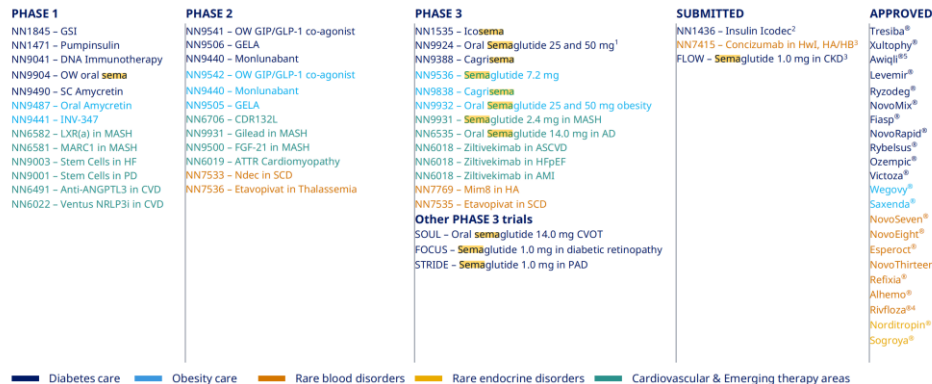 PHASE 1
NN1845 – GSI
NN1471 – Pumpinsulin
NN9041 – DNA Immunotherapy
NN9904 – OW oral sema
NN9490 – SC Amycretin
NN9487 – Oral Amycretin
NN9441 – INV-347
NN6582 – LXR(a) in MASH
NN6581 – MARC1 in MASH
NN9003 – Stem Cells in HF
NN9001 – Stem Cells in PD
NN6491 – Anti-ANGPTL3 in CVD
NN6022 – Ventus NRLP3i in CVD
PHASE 2
NN9541 – OW GIP/GLP-1 co-agonist
NN9506 – GELA
NN9440 – Monlunabant
NN9542 – OW GIP/GLP-1 co-agonist
NN9440 – Monlunabant
NN9505 – GELA
NN6706 – CDR132L
NN9931 – Gilead in MASH
NN9500 – FGF-21 in MASH
NN6019 – ATTR Cardiomyopathy
NN7533 – Ndec in SCD
NN7536 – Etavopivat in Thalassemia
PHASE 3
NN1535 – Icosema
NN9924 – Oral Semaglutide 25 and 50 mg¹
NN9388 – Cagrisema
NN9536 – Semaglutide 7.2 mg
NN9838 – Cagrisema
NN9932 – Oral Semaglutide 25 and 50 mg obesity
NN9931 – Semaglutide 2.4 mg in MASH
NN6535 – Oral Semaglutide 14.0 mg in AD
NN6018 – Ziltivekimab in ASCVD
NN6018 – Ziltivekimab in HFpEF
NN6018 – Ziltivekimab in AMI
NN7769 – Mim8 in HA
NN7535 – Etavopivat in SCD
Other PHASE 3 trials
SOUL – Oral semaglutide 14.0 mg CVOT
FOCUS – Semaglutide 1.0 mg in diabetic retinopathy
STRIDE – Semaglutide 1.0 mg in PAD
SUBMITTED
NN1436 – Insulin Icodec²
NN7415 – Concizumab in HwI, HA/HB³
FLOW – Semaglutide 1.0 mg in CKD³
APPROVED
Tresiba®
Xultophy®
Awiqli®⁵
Levemir®
Ryzodeg®
NovoMix®
Fiasp®
NovoRapid®
Rybelsus®
Ozempic®
Victoza®
Wegovy®
Saxenda®
NovoSeven®
NovoEight®
Esperoct®
NovoThirteen
Refixia®
Alhemo®
Rivfloza®⁴
Norditropin®
Sogroya®
Diabetes care
Obesity care
Rare blood disorders
Rare endocrine disorders
Cardiovascular & Emerging therapy areas